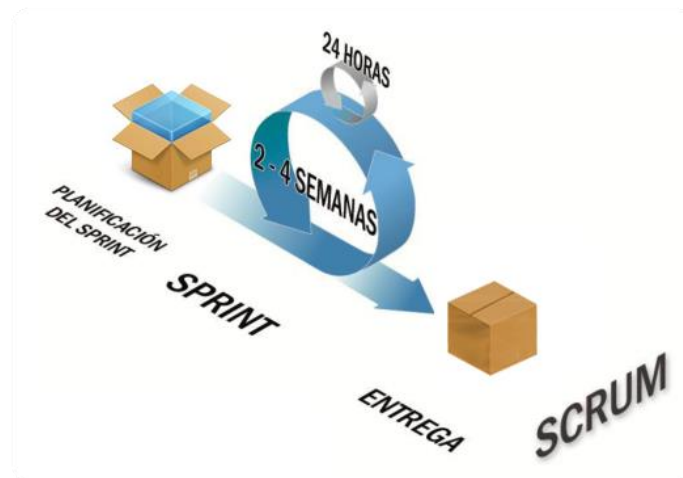 24 HORAS
2 - 4 SEMANAS
PLANIFICACIÓN
DEL SPRINT
SPRINT
ENTREGA
SCRUM